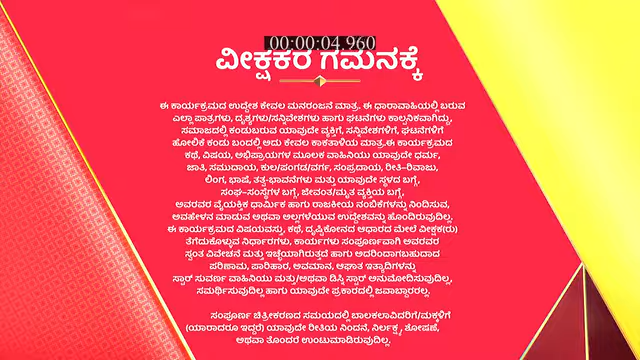 00:00:04.960
ವೀಕ್ಷಕರ ಗಮನಕ್ಕೆ
ಈ ಕಾರ್ಯಕ್ರಮದ ಉದ್ದೇಶ ಕೇವಲ ಮನರಂಜನೆ ಮಾತ್ರ. ಈ ಧಾರಾವಾಹಿಯಲ್ಲಿ ಬರುವ
ಎಲ್ಲಾ ಪಾತ್ರಗಳು, ದೃಶ್ಯಗಳು/ಸನ್ನಿವೇಶಗಳು ಹಾಗು ಘಟನೆಗಳು ಕಾಲ್ಪನಿಕವಾಗಿದ್ದು,
ಸಮಾಜದಲ್ಲಿ ಕಂಡುಬರುವ ಯಾವುದೇ ವ್ಯಕ್ತಿಗೆ, ಸನ್ನಿವೇಶಗಳಿಗೆ, ಘಟನೆಗಳಿಗೆ
ಹೋಲಿಕೆ ಕಂಡು ಬಂದಲ್ಲಿ ಅದು ಕೇವಲ ಕಾಕತಾಳಿಯ ಮಾತ್ರ.ಈ ಕಾರ್ಯಕ್ರಮದ
ಕಥೆ, ವಿಷಯ, ಅಭಿಪ್ರಾಯಗಳ ಮೂಲಕ ವಾಹಿನಿಯು ಯಾವುದೇ ಧರ್ಮ,
ಜಾತಿ, ಸಮುದಾಯ, ಕುಲ/ಪಂಗಡ/ವರ್ಗ, ಸಂಪ್ರದಾಯ, ರೀತಿ-ರಿವಾಜು,
ಲಿಂಗ, ಭಾಷೆ, ತತ್ವ-ಭಾವನೆಗಳು ಮತ್ತು ಯಾವುದೇ ಸ್ಥಳದ ಬಗ್ಗೆ,
ಸಂಘ-ಸಂಸ್ಥೆಗಳ ಬಗ್ಗೆ, ಜೀವಂತ/ಮೃತ ವ್ಯಕ್ತಿಯ ಬಗ್ಗೆ,
ಅವರವರ ವೈಯಕ್ತಿಕ ಧಾರ್ಮಿಕ ಹಾಗು ರಾಜಕೀಯ ನಂಬಿಕೆಗಳನ್ನು ನಿಂದಿಸುವ,
ಅವಹೇಳನ ಮಾಡುವ ಅಥವಾ ಅಲ್ಲಗಳೆಯುವ ಉದ್ದೇಶವನ್ನು ಹೊಂದಿರುವುದಿಲ್ಲ.
ಈ ಕಾರ್ಯಕ್ರಮದ ವಿಷಯವಸ್ತು, ಕಥೆ, ದೃಷ್ಟಿಕೋನದ ಆಧಾರದ ಮೇಲೆ ವೀಕ್ಷಕ(ರು)
ತೆಗೆದುಕೊಳ್ಳುವ ನಿರ್ಧಾರಗಳು, ಕಾರ್ಯಗಳು ಸಂಪೂರ್ಣವಾಗಿ ಅವರವರ
ಸ್ವಂತ ವಿವೇಚನೆ ಮತ್ತು ಇಚ್ಛೆಯಾಗಿರುತ್ತದೆ ಹಾಗು ಅದರಿಂದಾಗಬಹುದಾದ
ಪರಿಣಾಮ, ಪಾರಿಹಾರ, ಅವಮಾನ, ಆಘಾತ ಇತ್ಯಾದಿಗಳನ್ನು
ಸ್ಟಾರ್ ಸುವರ್ಣ ವಾಹಿನಿಯು ಮತ್ತು/ಅಥವಾ ಡಿಸ್ನಿ ಸ್ಟಾರ್ ಅನುಮೋದಿಸುವುದಿಲ್ಲ,
ಸಮರ್ಥಿಸುವುದಿಲ್ಲ ಹಾಗು ಯಾವುದೇ ಪ್ರಕಾರದಲ್ಲಿ ಜವಾಬ್ದಾರರಲ್ಲ.
ಸಂಪೂರ್ಣ ಚಿತ್ರೀಕರಣದ ಸಮಯದಲ್ಲಿ ಬಾಲಕಲಾವಿದರಿಗೆ/ಮಕ್ಕಳಿಗೆ
(ಯಾರಾದರೂ ಇದ್ದರೆ) ಯಾವುದೇ ರೀತಿಯ ನಿಂದನೆ, ನಿರ್ಲಕ್ಷ್ಯ, ಶೋಷಣೆ,
ಅಥವಾ ತೊಂದರೆ ಉಂಟುಮಾಡಿರುವುದಿಲ್ಲ.